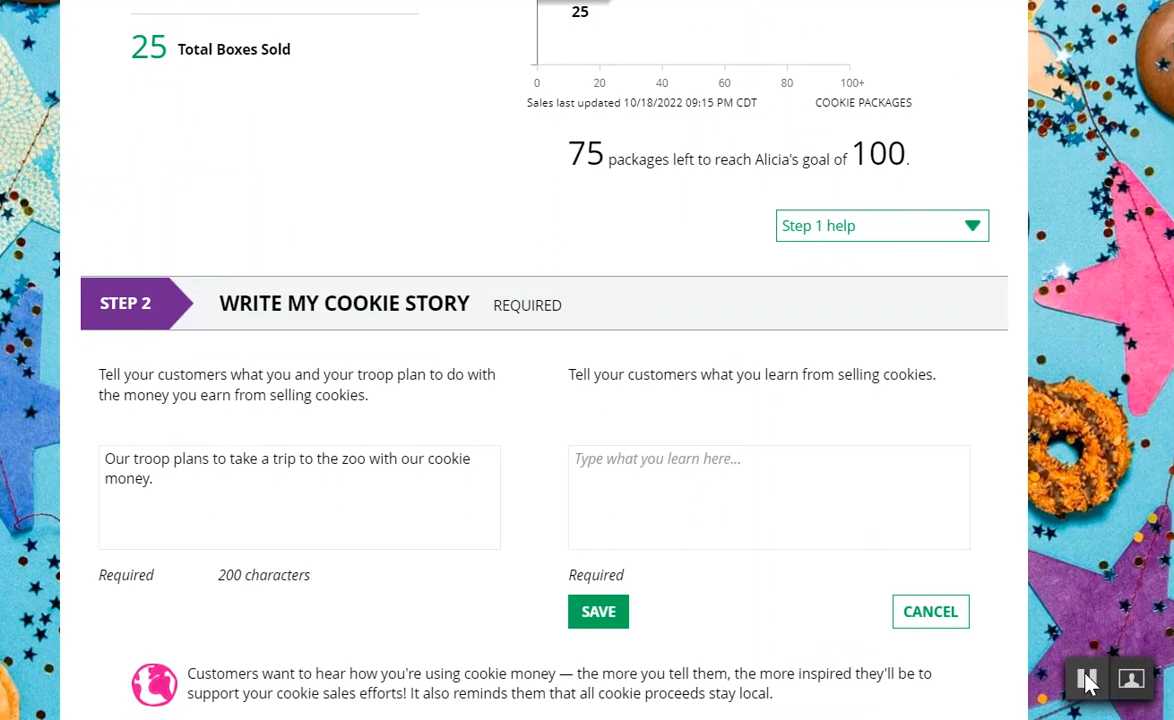 25 Total Boxes Sold
25
0 20 40 60 80 100+
Sales last updated 10/18/2022 09:15 PM CDT COOKIE PACKAGES
75 packages left to reach Alicia's goal of 100.
Step 1 help
STEP 2 WRITE MY COOKIE STORY REQUIRED
Tell your customers what you and your troop plan to do with
the money you earn from selling cookies.
Tell your customers what you learn from selling cookies.
Our troop plans to take a trip to the zoo with our cookie
money.
Type what you learn here...
Required 200 characters
Required
SAVE CANCEL
Customers want to hear how you're using cookie money — the more you tell them, the more inspired they'll be to
support your cookie sales efforts! It also reminds them that all cookie proceeds stay local.